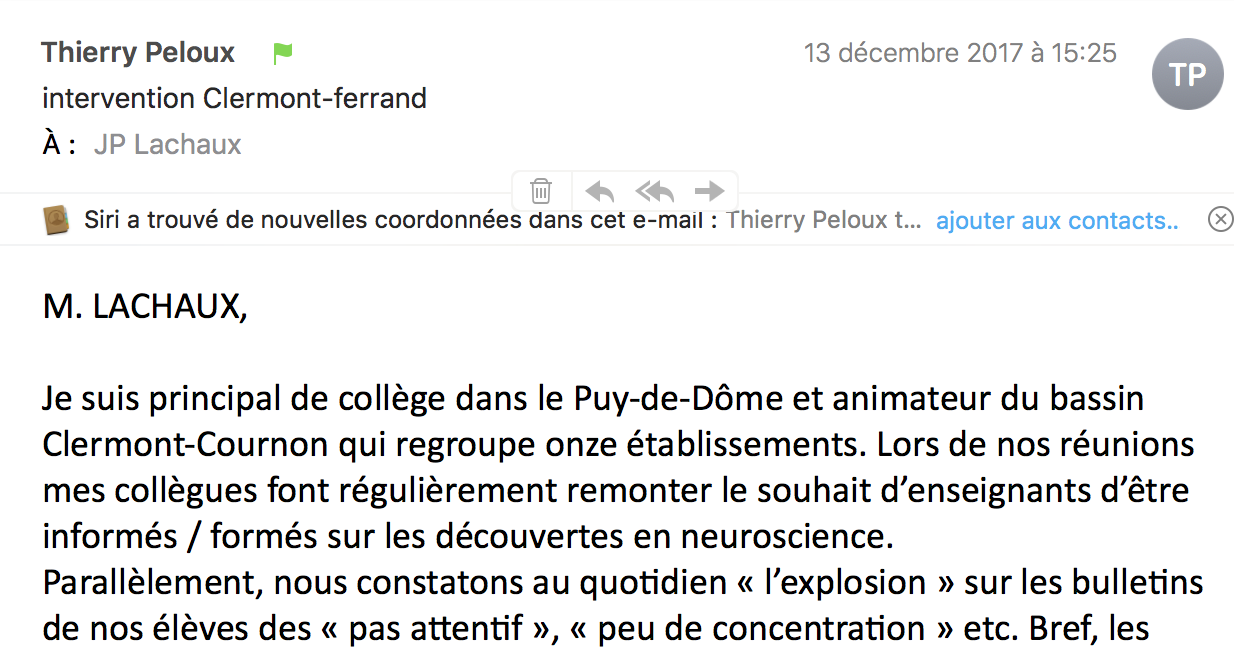 Thierry Peloux
13 décembre 2017 à 15:25
TP
intervention Clermont-ferrand
À : JP Lachaux
Siri a trouvé de nouvelles coordonnées dans cet e-mail : Thierry Peloux t... ajouter aux contacts..
M. LACHAUX,
Je suis principal de collège dans le Puy-de-Dôme et animateur du bassin
Clermont-Cournon qui regroupe onze établissements. Lors de nos réunions
mes collègues font régulièrement remonter le souhait d’enseignants d’être
informés / formés sur les découvertes en neuroscience.
Parallèlement, nous constatons au quotidien « l’explosion » sur les bulletins
de nos élèves des « pas attentif », « peu de concentration » etc. Bref, les